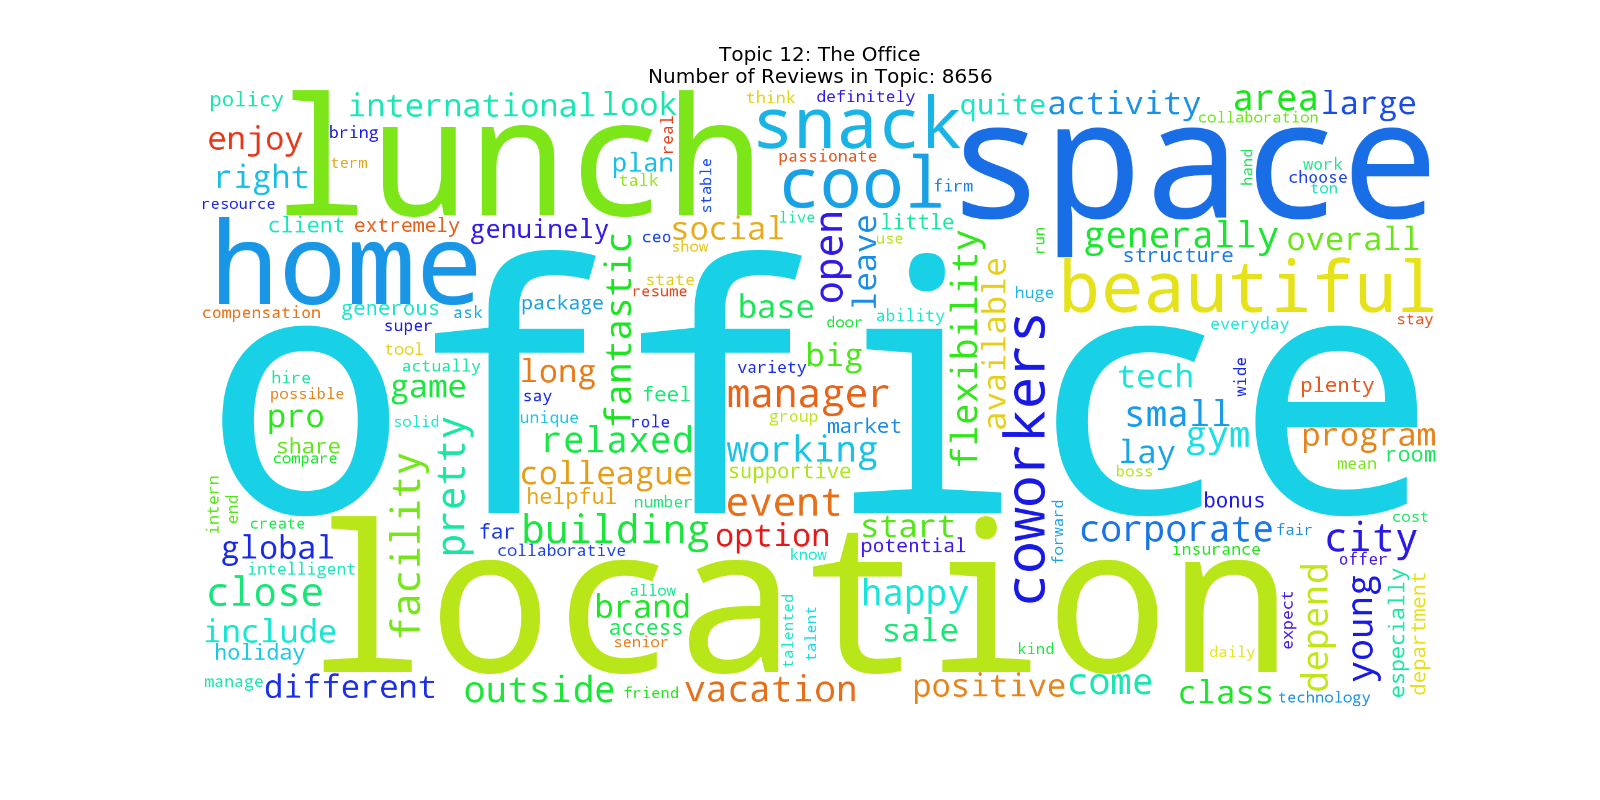 Topic 12: The Office
Number of Reviews in Topic: 8656
policy
international
look
think
definitely
quite
activity
area
large
collaboration
enjoy
bring
lunch
real
snack
space
term
plan
talk
stable
passionate
cool
firm
hand
work
choose
ton
right
resource
client
extremely
genuinely
social
ceo
show
live
open
leave
little
use
run
generally
overall
structure
home
fantastic
state
resume
package
base
flexibility
available
huge
beautiful
compensation
generous
ask
super
door
ability
everyday
stay
office
tool
actually
game
long
big
variety
coworkers
tech
wide
plenty
hire
possible
pro
share
compare
solid
say
unique
feel
role
manager
group
market
small
gym
program
room
pretty
relaxed
working
lay
boss
mean
facility
colleague
supportive
helpful
number
event
bonus
intern
end
create
far
building
option
start
potential
forward
corporate
fair
city
cost
insurance
offer
global
collaborative
know
intelligent
location
close
allow
brand
access
senior
talented
talent
happy
sale
expect
depend
young
especially
department
include
holiday
kind
daily
manage
different
outside
friend
vacation
positive
come
class
technology